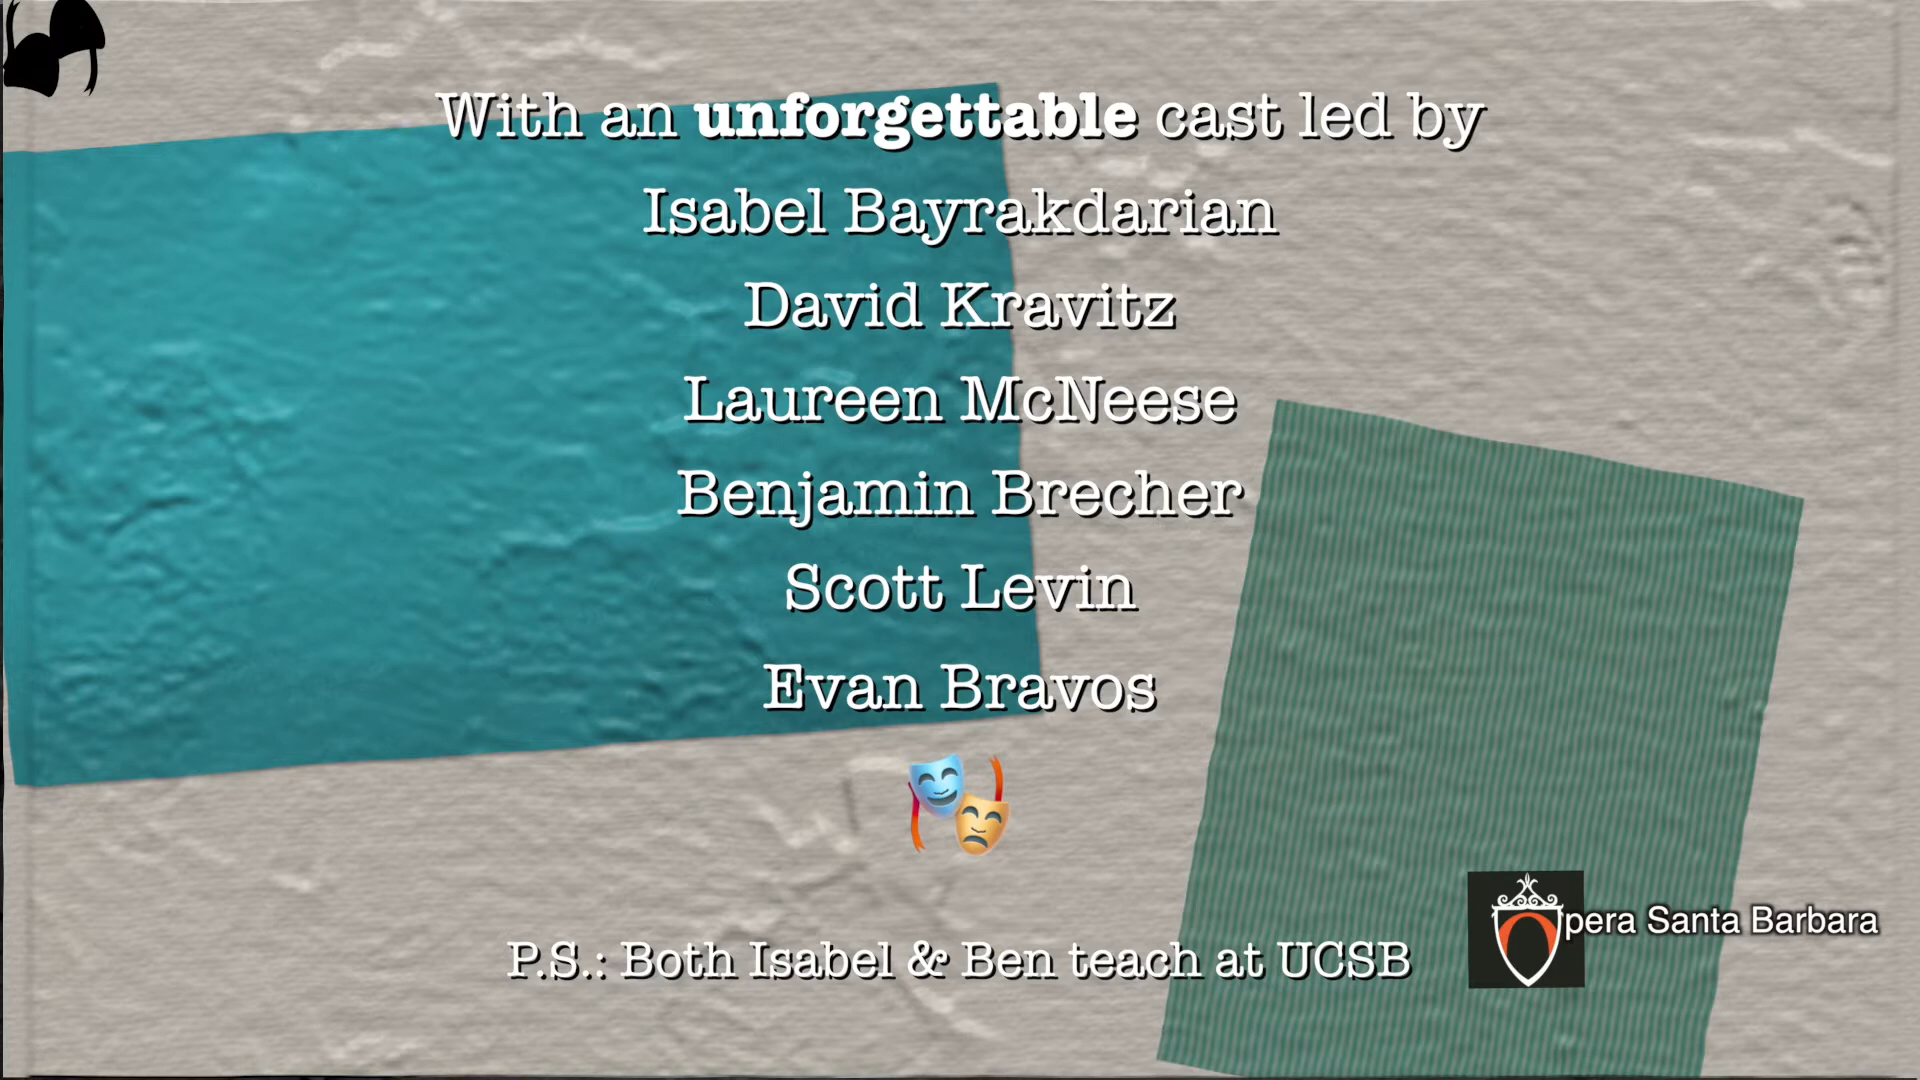 With an unforgettable cast led by
Isabel Bayrakdarian
David Kravitz
Laureen McNeese
Benjamin Brecher
Scott Levin
Evan Bravos
pera Santa Barbara
P.S.: Both Isabel & Ben teach at UCSB